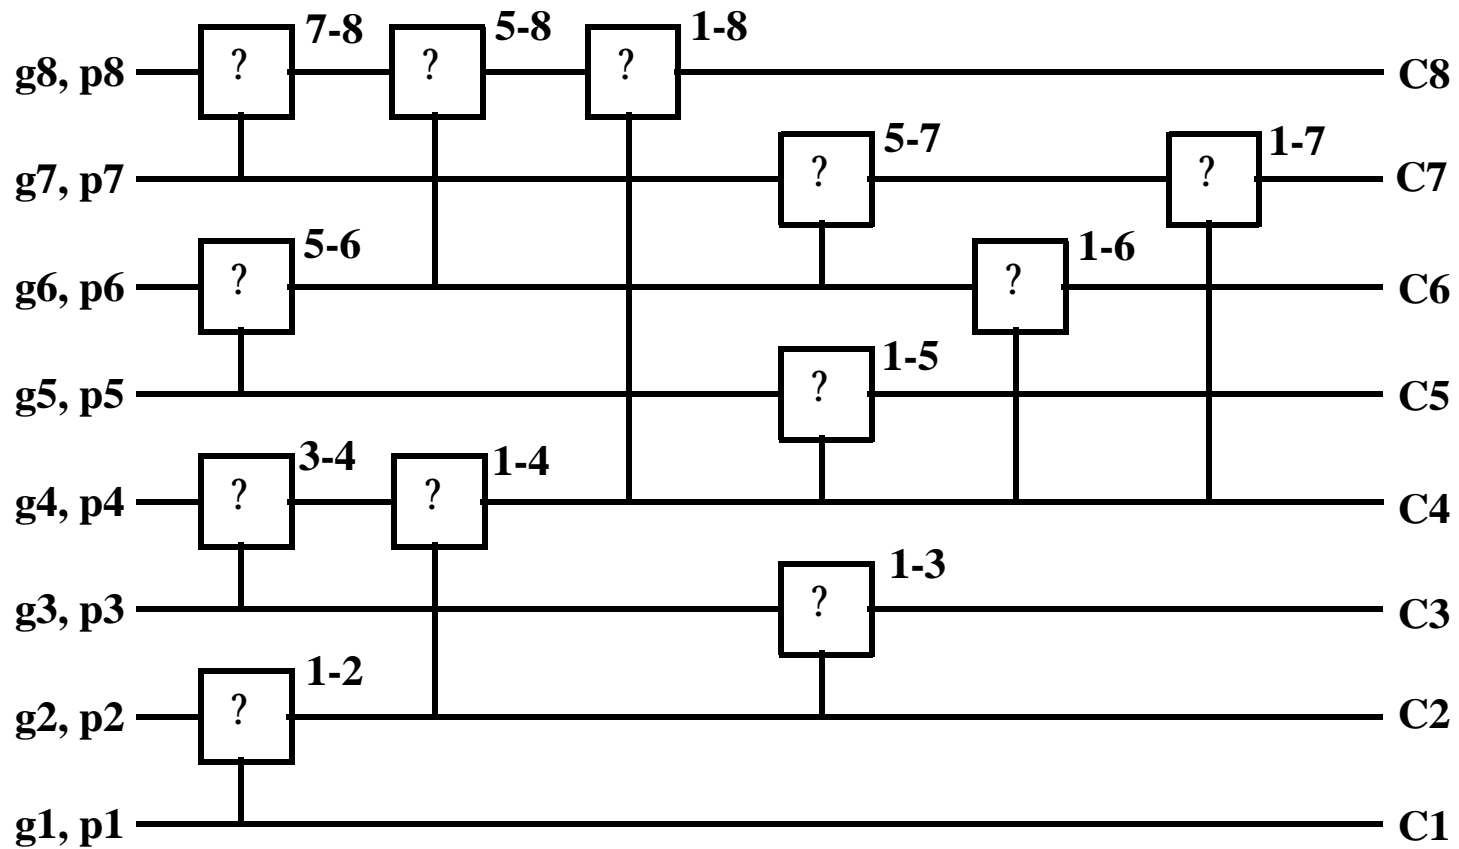 7-8 5-8 1-8
g8, p8 ? ? ? C8
5-7 1-7
g7, p7 ? ? C7
5-6 1-6
g6, p6 ? ? C6
1-5
g5, p5 ? C5
3-4 1-4
g4, p4 ? ? C4
1-3
g3, p3 ? C3
1-2
g2, p2 ? C2
g1, p1 C1